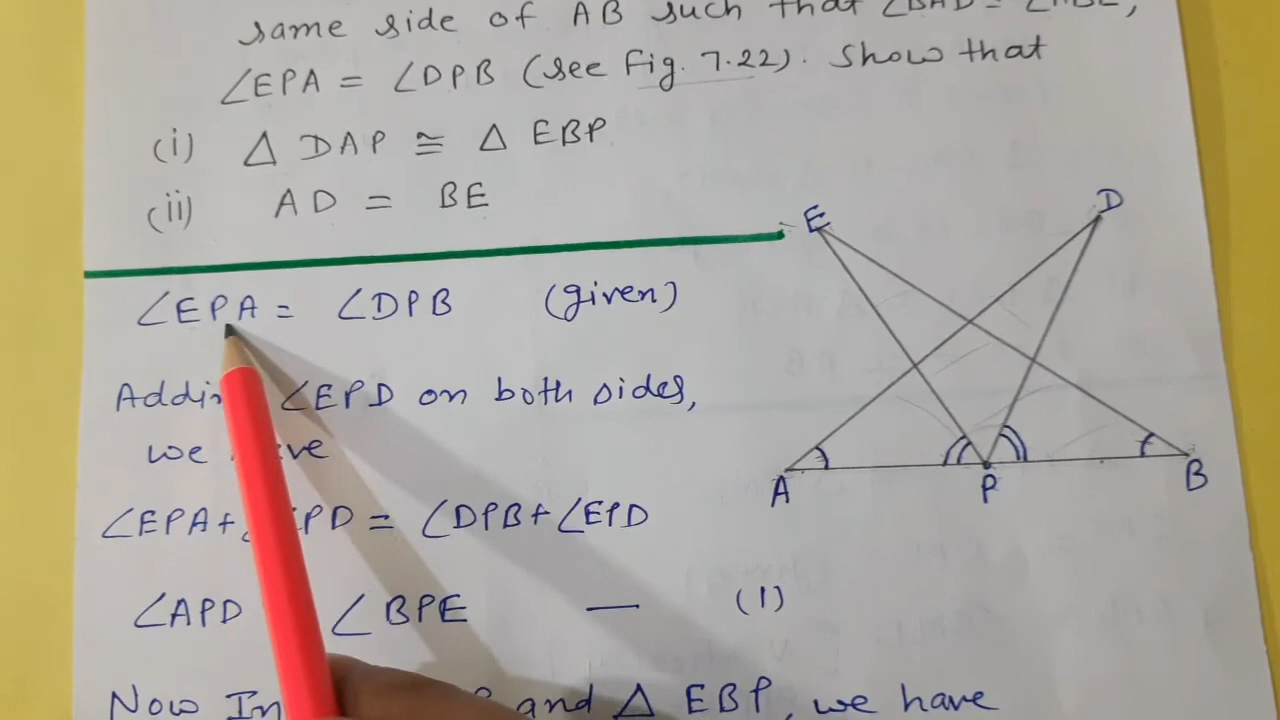 same side of AB such that ∠BAD = ∠ABE,
∠EPA = ∠DPB (see Fig. 7.22). Show that
(i) △ DAP ≅ △ EBP
(ii) AD = BE
E
D
A
P
B
∠EPA = ∠DPB (given)
∠EPD on both sides,
we
∠EPA + PD = ∠DPB + ∠EPD
∠APD ∠BPE — (1)
Now In and △ EBP, we have